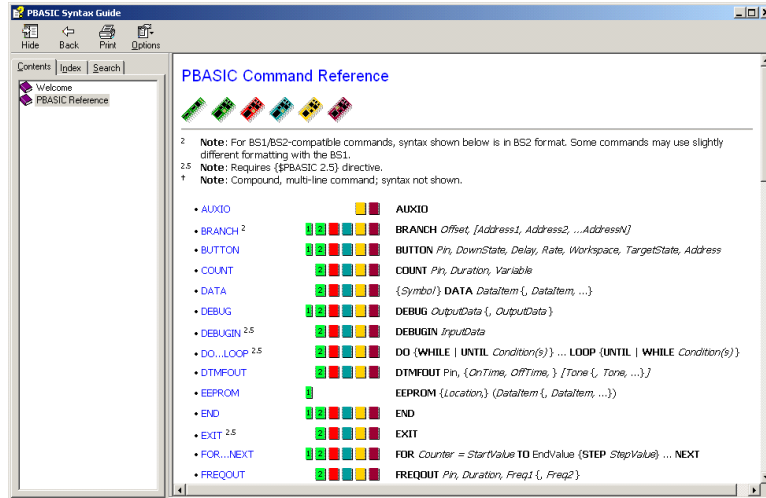 PBASIC Syntax Guide
Hide Back Print Options
Contents Index Search
Welcome
PBASIC Reference
PBASIC Command Reference
2 Note: For BS1/BS2-compatible commands, syntax shown below is in BS2 format. Some commands may use slightly
different formatting with the BS1.
2.5 Note: Requires {$PBASIC 2.5} directive.
† Note: Compound, multi-line command; syntax not shown.
• AUXIO AUXIO
• BRANCH 2 1 2 BRANCH Offset, [Address1, Address2, ...AddressN]
• BUTTON 1 2 BUTTON Pin, DownState, Delay, Rate, Workspace, TargetState, Address
• COUNT 2 COUNT Pin, Duration, Variable
• DATA 2 {Symbol} DATA DataItem {, DataItem, ...}
• DEBUG 1 2 DEBUG OutputData {, OutputData}
• DEBUGIN 2.5 2 DEBUGIN InputData
• DO...LOOP 2.5 2 DO {WHILE | UNTIL Condition(s)} ... LOOP {UNTIL | WHILE Condition(s)}
• DTMFOUT 2 DTMFOUT Pin, {OnTime, OffTime, } [Tone {, Tone, ...}]
• EEPROM 1 EEPROM {Location,} (DataItem {, DataItem, ...})
• END 1 2 END
• EXIT 2.5 2 EXIT
• FOR...NEXT 1 2 FOR Counter = StartValue TO EndValue {STEP StepValue} ... NEXT
• FREQOUT 2 FREQOUT Pin, Duration, Freq1 {, Freq2}